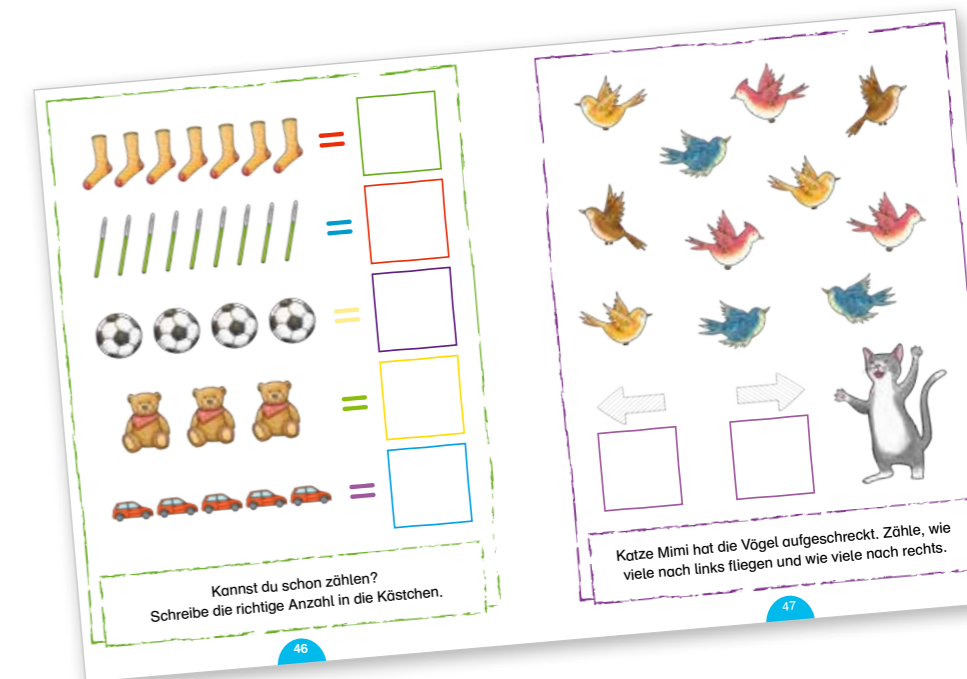 Kannst du schon zählen?
Schreibe die richtige Anzahl in die Kästchen.
46
Katze Mimi hat die Vögel aufgeschreckt. Zähle, wie
viele nach links fliegen und wie viele nach rechts.
47